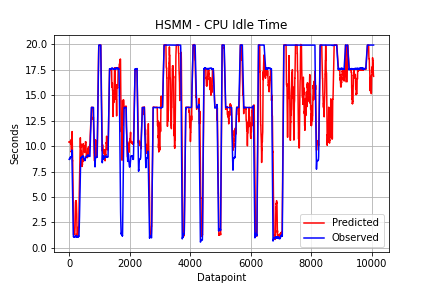 HSMM - CPU Idle Time
20.0
17.5
15.0
12.5
10.0
7.5
5.0
2.5
0.0
Seconds
0 2000 4000 6000 8000 10000
Datapoint
Predicted
Observed